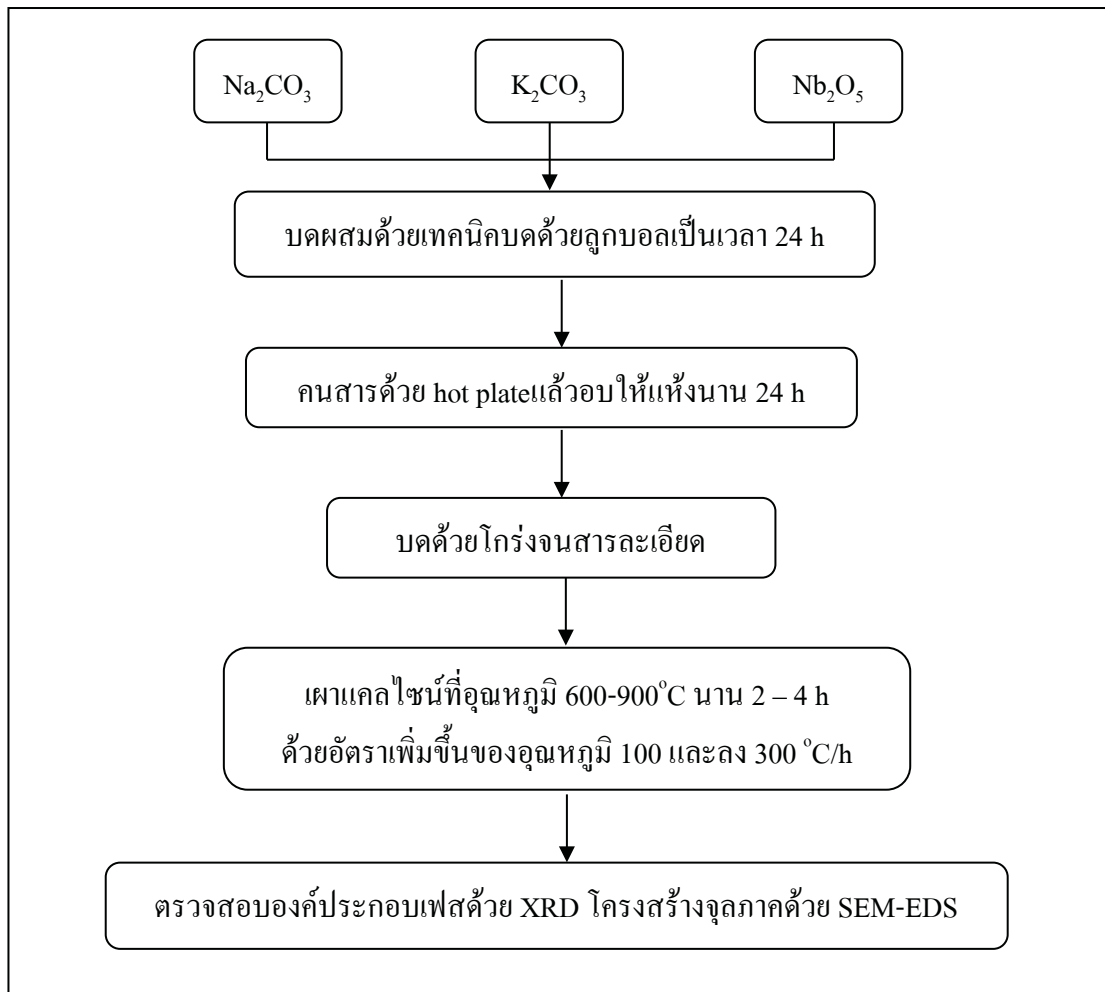 Na₂CO₃
K₂CO₃
Nb₂O₅
บดผสมด้วยเทคนิคบดด้วยลูกบอลเป็นเวลา 24 h
คนสารด้วย hot plateแล้วอบให้แห้งนาน 24 h
บดด้วยโกร่งจนสารละเอียด
เผาแคลไซน์ที่อุณหภูมิ 600-900°C นาน 2 – 4 h
ด้วยอัตราเพิ่มขึ้นของอุณหภูมิ 100 และลง 300 °C/h
ตรวจสอบองค์ประกอบเฟสด้วย XRD โครงสร้างจุลภาคด้วย SEM-EDS